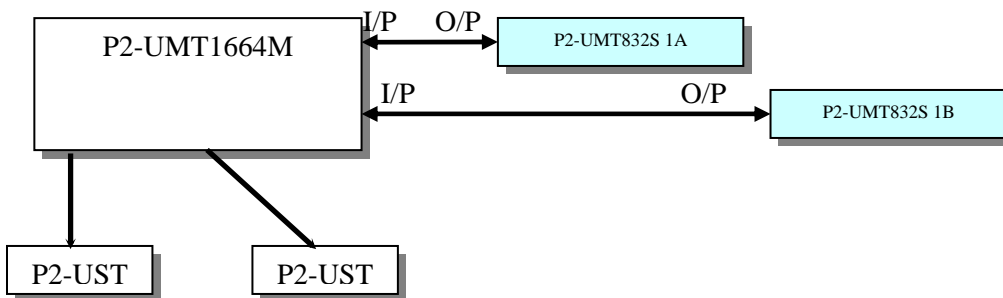 I/P O/P
P2-UMT1664M
P2-UMT832S 1A
I/P O/P
P2-UMT832S 1B
P2-UST P2-UST